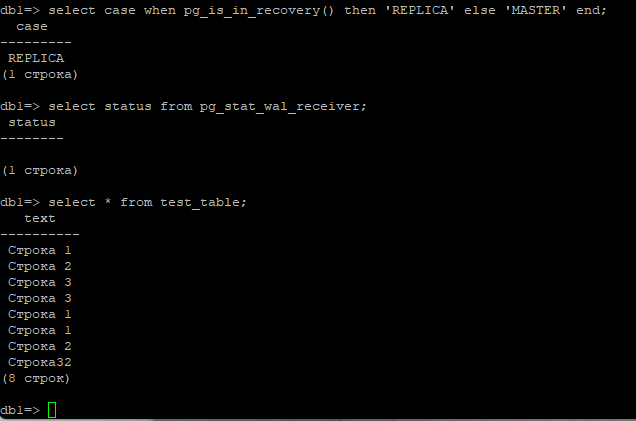 db1=> select case when pg_is_in_recovery() then 'REPLICA' else 'MASTER' end;
  case
---------
 REPLICA
(1 строка)

db1=> select status from pg_stat_wal_receiver;
 status
--------

(1 строка)

db1=> select * from test_table;
   text
----------
 Строка 1
 Строка 2
 Строка 3
 Строка 3
 Строка 1
 Строка 1
 Строка 2
 Строка32
(8 строк)

db1=>